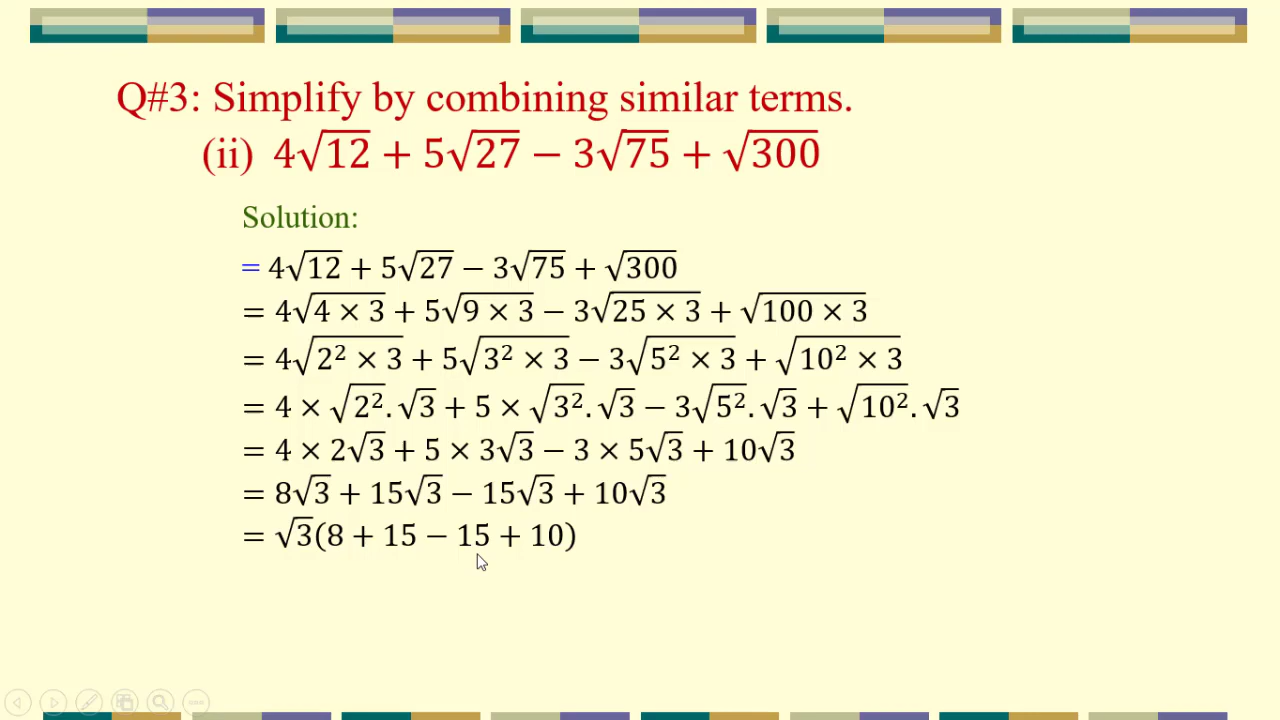 Q#3: Simplify by combining similar terms.
(ii) 4√12 + 5√27 − 3√75 + √300
Solution:
= 4√12 + 5√27 − 3√75 + √300
= 4√(4 × 3) + 5√(9 × 3) − 3√(25 × 3) + √(100 × 3)
= 4√(2² × 3) + 5√(3² × 3) − 3√(5² × 3) + √(10² × 3)
= 4 × √2².√3 + 5 × √3².√3 − 3√5².√3 + √10².√3
= 4 × 2√3 + 5 × 3√3 − 3 × 5√3 + 10√3
= 8√3 + 15√3 − 15√3 + 10√3
= √3(8 + 15 − 15 + 10)